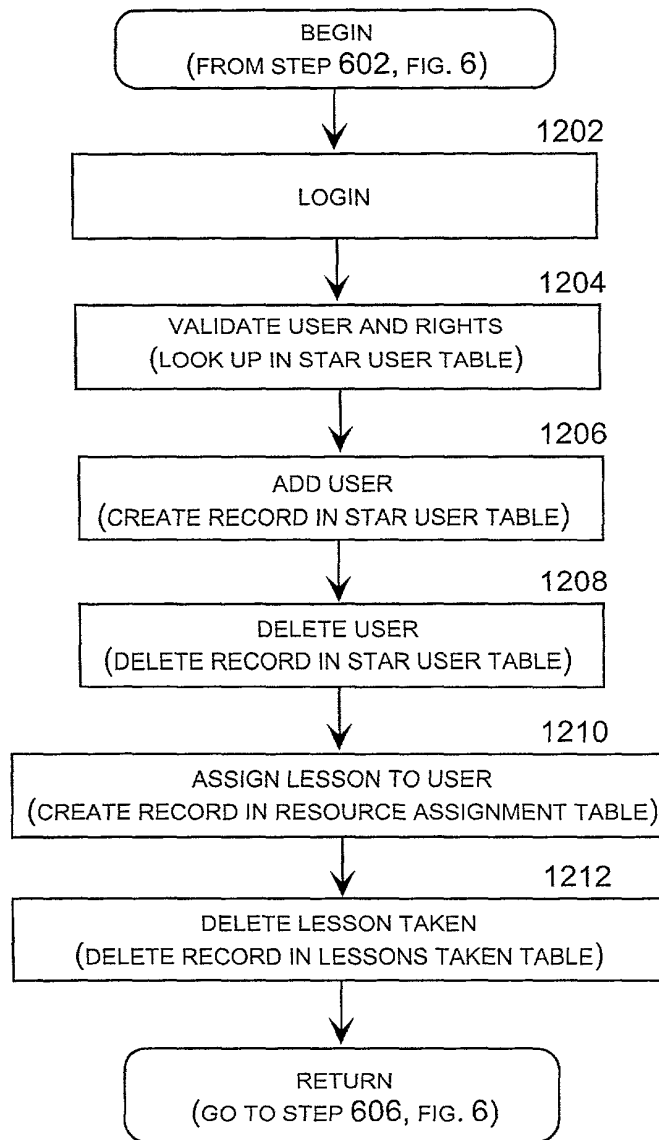 BEGIN
(FROM STEP 602, FIG. 6)
1202
LOGIN
1204
VALIDATE USER AND RIGHTS
(LOOK UP IN STAR USER TABLE)
1206
ADD USER
(CREATE RECORD IN STAR USER TABLE)
1208
DELETE USER
(DELETE RECORD IN STAR USER TABLE)
1210
ASSIGN LESSON TO USER
(CREATE RECORD IN RESOURCE ASSIGNMENT TABLE)
1212
DELETE LESSON TAKEN
(DELETE RECORD IN LESSONS TAKEN TABLE)
RETURN
(GO TO STEP 606, FIG. 6)